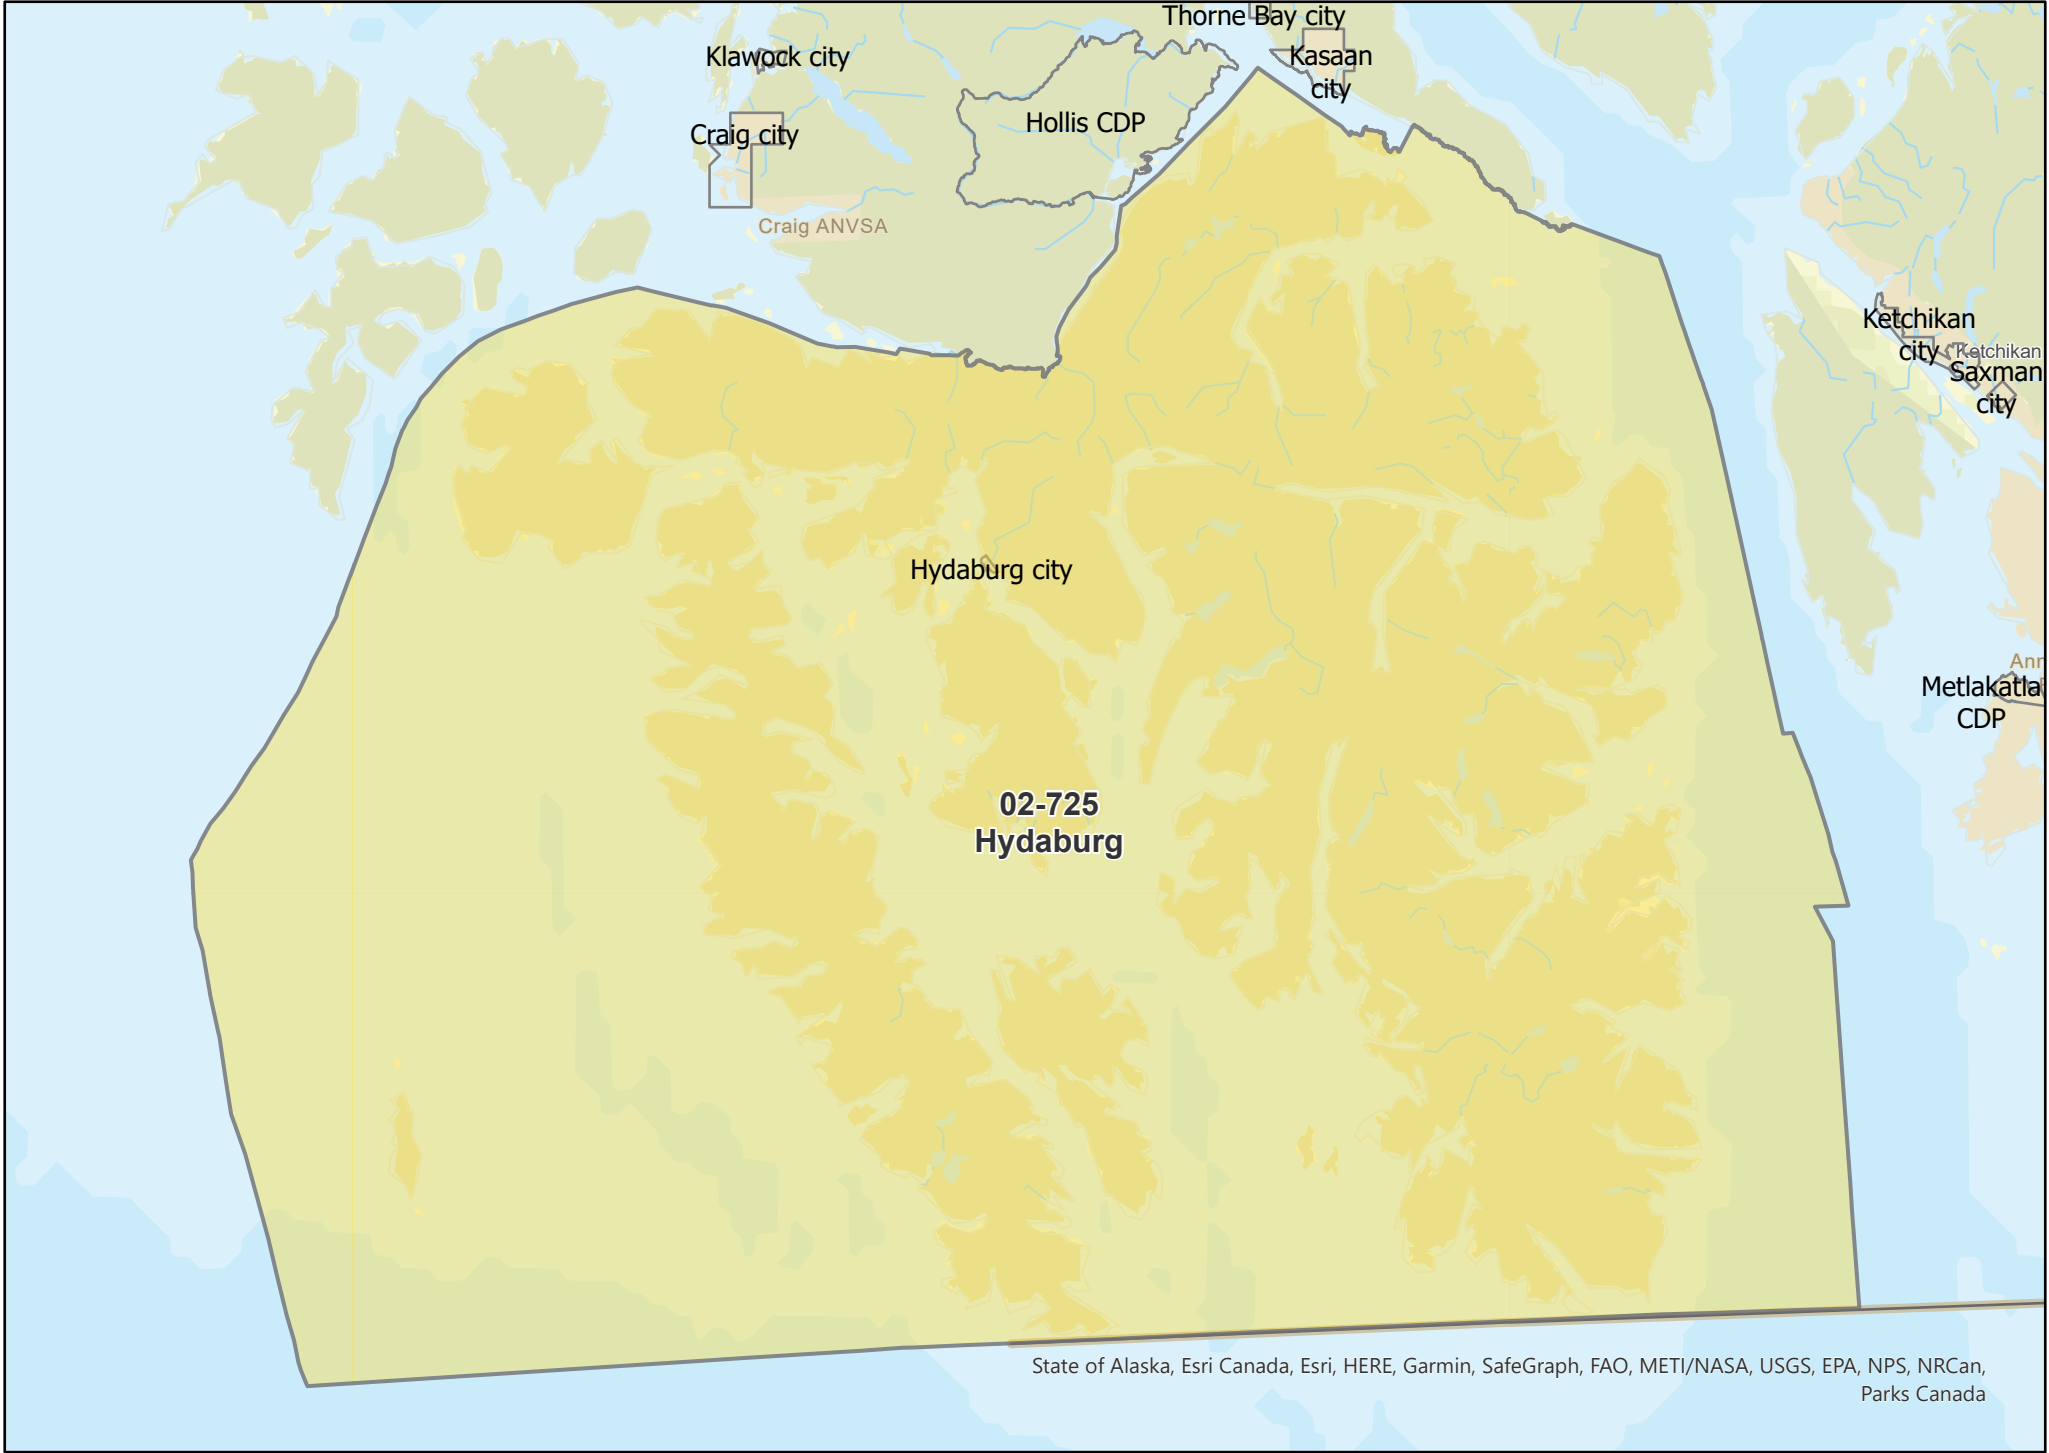 Thorne Bay city
Klawock city
Kasaan
city
Craig city
Hollis CDP
Craig ANVSA
Ketchikan
city
Ketchikan
Saxman
city
Hydaburg city
Metlakatla
CDP
02-725
Hydaburg
State of Alaska, Esri Canada, Esri, HERE, Garmin, SafeGraph, FAO, METI/NASA, USGS, EPA, NPS, NRCan,
Parks Canada